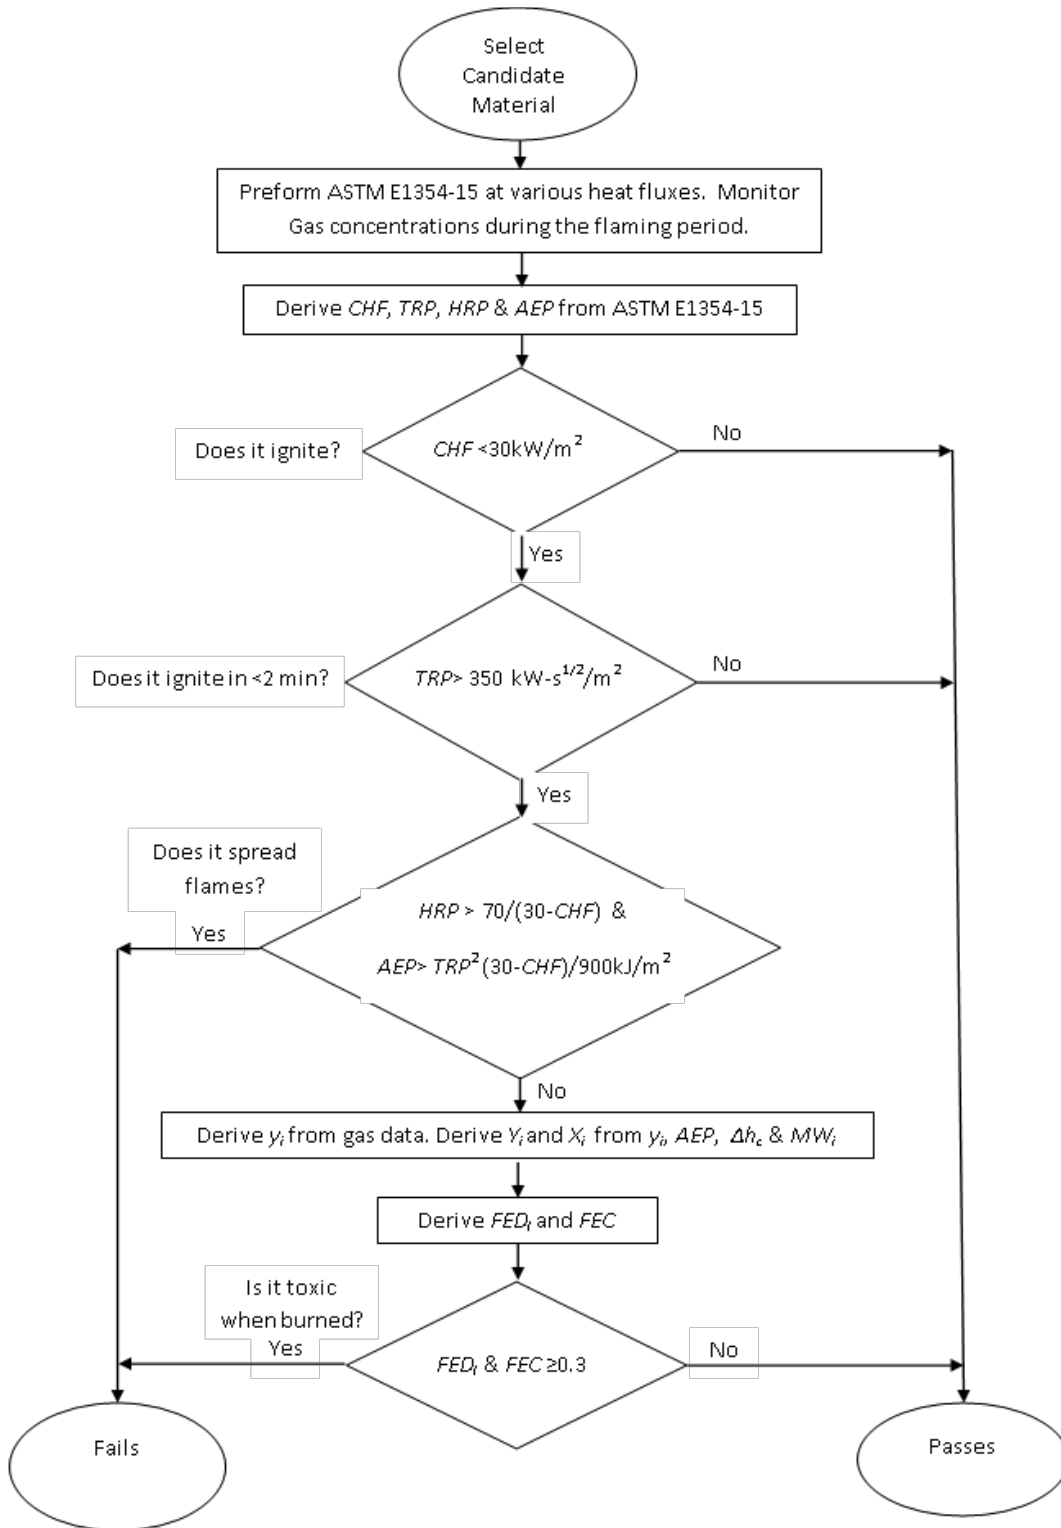 Select
Candidate
Material
Preform ASTM E1354-15 at various heat fluxes. Monitor
Gas concentrations during the flaming period.
Derive CHF, TRP, HRP & AEP from ASTM E1354-15
Does it ignite?
CHF <30kW/m²
No
Yes
Does it ignite in <2 min?
TRP> 350 kW-s¹/²/m²
No
Yes
Does it spread
flames?
Yes
HRP > 70/(30-CHF) &
AEP> TRP²(30-CHF)/900kJ/m²
No
Derive yᵢ from gas data. Derive Yᵢ and Xᵢ from yᵢ, AEP, Δh_c & MWᵢ
Derive FEDᵢ and FEC
Is it toxic
when burned?
Yes
FEDᵢ & FEC ≥0.3
No
Fails
Passes